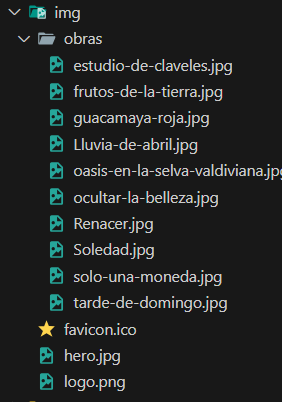 img
obras
estudio-de-claveles.jpg
frutos-de-la-tierra.jpg
guacamaya-roja.jpg
Lluvia-de-abril.jpg
oasis-en-la-selva-valdiviana.jpg
ocultar-la-belleza.jpg
Renacer.jpg
Soledad.jpg
solo-una-moneda.jpg
tarde-de-domingo.jpg
favicon.ico
hero.jpg
logo.png